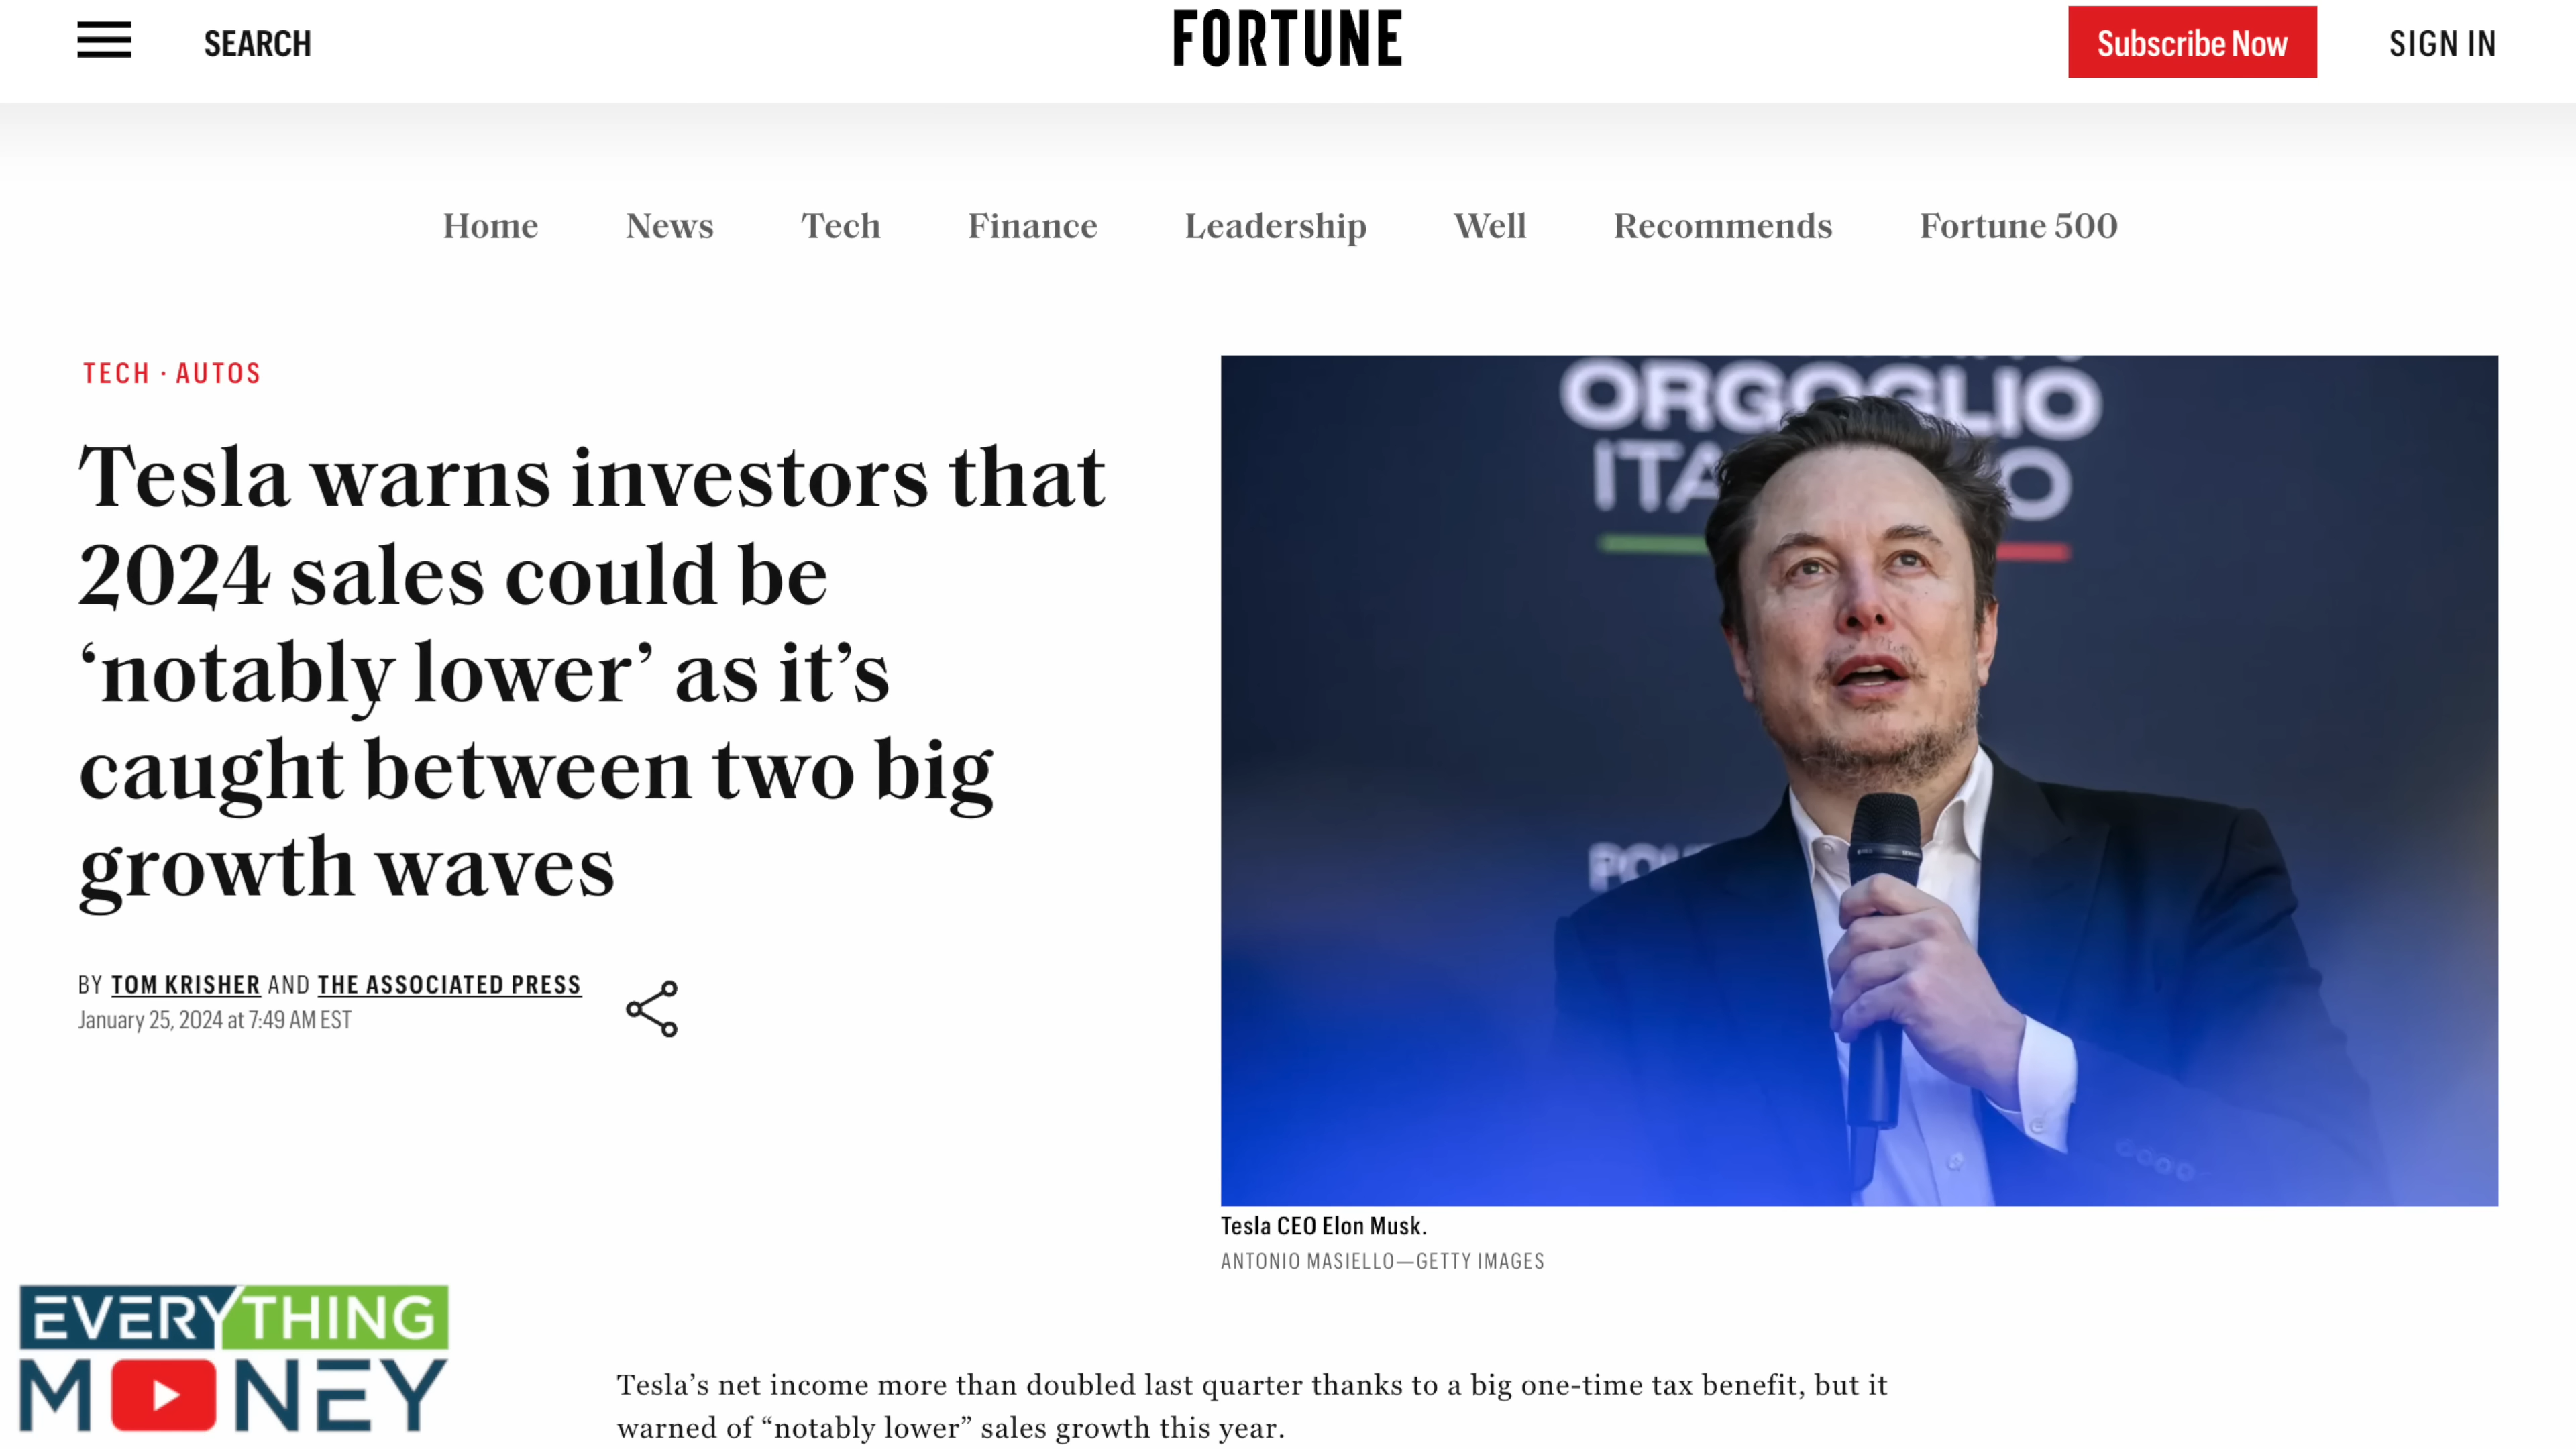 SEARCH
FORTUNE
Subscribe Now
SIGN IN
Home
News
Tech
Finance
Leadership
Well
Recommends
Fortune 500
TECH · AUTOS
Tesla warns investors that
2024 sales could be
‘notably lower’ as it’s
caught between two big
growth waves
BY TOM KRISHER AND THE ASSOCIATED PRESS
January 25, 2024 at 7:49 AM EST
ORGOGLIO
Tesla CEO Elon Musk.
ANTONIO MASIELLO—GETTY IMAGES
EVERYTHING
MONEY
Tesla’s net income more than doubled last quarter thanks to a big one-time tax benefit, but it
warned of “notably lower” sales growth this year.